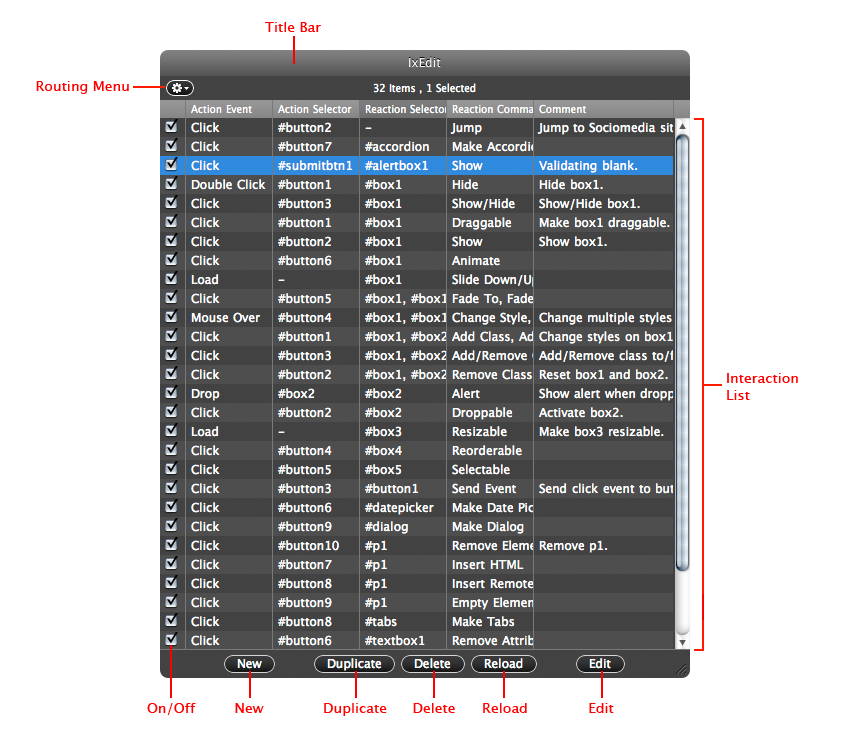 Title Bar
IxEdit
Routing Menu
32 Items , 1 Selected
Action Event Action Selector Reaction Selector Reaction Comma Comment
Click #button2 – Jump Jump to Sociomedia sit
Click #button7 #accordion Make Accordi
Click #submitbtn1 #alertbox1 Show Validating blank.
Double Click #button1 #box1 Hide Hide box1.
Click #button3 #box1 Show/Hide Show/Hide box1.
Click #button1 #box1 Draggable Make box1 draggable.
Click #button2 #box1 Show Show box1.
Click #button6 #box1 Animate
Load – #box1 Slide Down/U
Click #button5 #box1, #box1 Fade To, Fade
Mouse Over #button4 #box1, #box1 Change Style, Change multiple styles
Click #button1 #box1, #box2 Add Class, Ad Change styles on box1
Click #button3 #box1, #box2 Add/Remove Add/Remove class to/f
Click #button2 #box1, #box2 Remove Class Reset box1 and box2.
Drop #box2 #box2 Alert Show alert when dropp
Click #button2 #box2 Droppable Activate box2.
Load – #box3 Resizable Make box3 resizable.
Click #button4 #box4 Reorderable
Click #button5 #box5 Selectable
Click #button3 #button1 Send Event Send click event to but
Click #button6 #datepicker Make Date Pic
Click #button9 #dialog Make Dialog
Click #button10 #p1 Remove Eleme Remove p1.
Click #button7 #p1 Insert HTML
Click #button8 #p1 Insert Remote
Click #button9 #p1 Empty Elemen
Click #button8 #tabs Make Tabs
Click #button6 #textbox1 Remove Attrib
Interaction
List
New Duplicate Delete Reload Edit
On/Off New Duplicate Delete Reload Edit